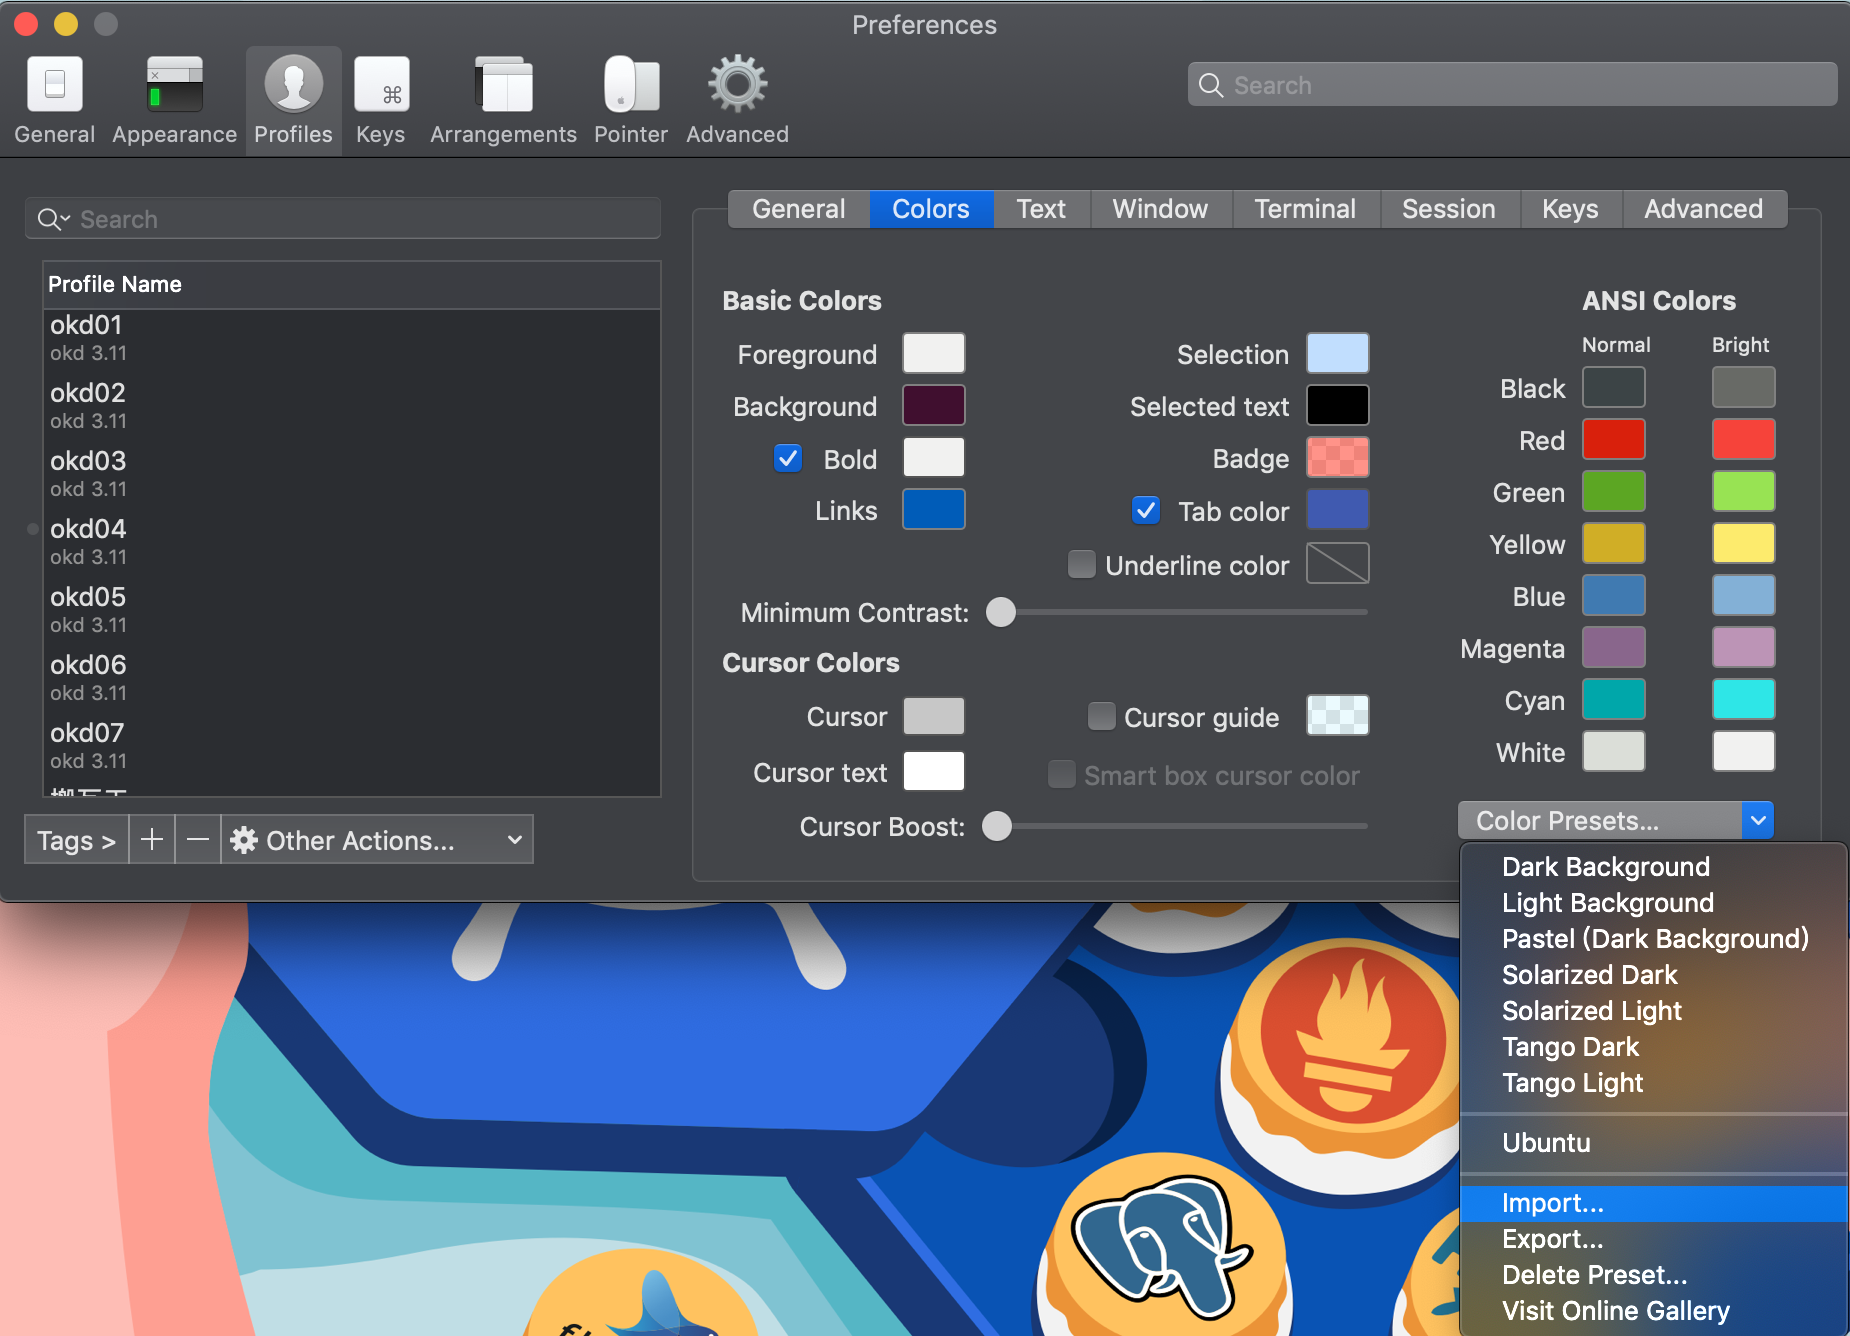 Preferences
General
Appearance
Profiles
Keys
Arrangements
Pointer
Advanced
Search
Search
Profile Name
okd01
okd 3.11
okd02
okd 3.11
okd03
okd 3.11
okd04
okd 3.11
okd05
okd 3.11
okd06
okd 3.11
okd07
okd 3.11
Tags >
Other Actions...
General
Colors
Text
Window
Terminal
Session
Keys
Advanced
Basic Colors
Foreground
Background
Bold
Links
Selection
Selected text
Badge
Tab color
Underline color
Minimum Contrast:
Cursor Colors
Cursor
Cursor text
Cursor guide
Smart box cursor color
Cursor Boost:
ANSI Colors
Normal Bright
Black
Red
Green
Yellow
Blue
Magenta
Cyan
White
Color Presets...
Dark Background
Light Background
Pastel (Dark Background)
Solarized Dark
Solarized Light
Tango Dark
Tango Light
Ubuntu
Import...
Export...
Delete Preset...
Visit Online Gallery